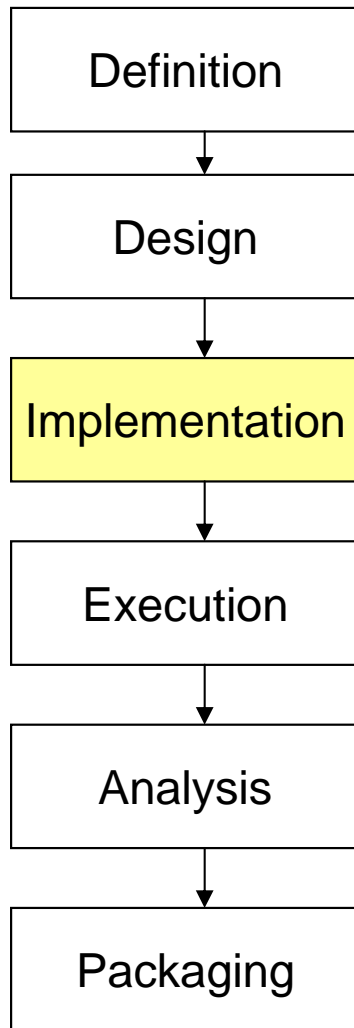 Definition
Design
Implementation
Execution
Analysis
Packaging